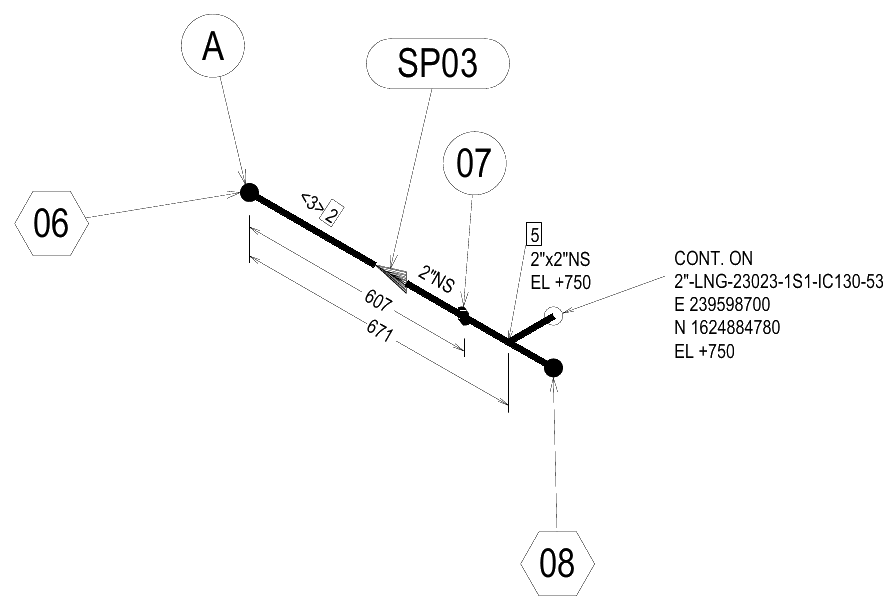 A
SP03
07
06
<3> 2
5
2"x2"NS
EL +750
CONT. ON
2"-LNG-23023-1S1-IC130-53
E 239598700
N 1624884780
EL +750
2"NS
607
671
08